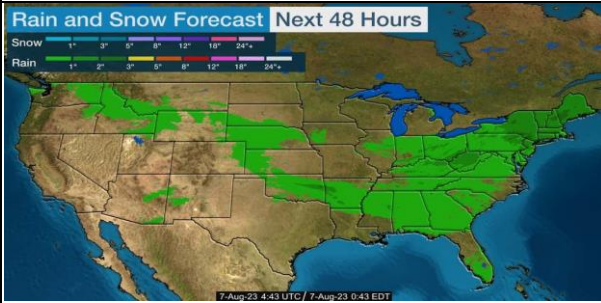 Rain and Snow Forecast Next 48 Hours
Snow 1" 3" 5" 8" 12" 18" 24"+
Rain 1" 2" 3" 5" 8" 12" 18" 24"+
7-Aug-23 4:43 UTC / 7-Aug-23 0:43 EDT